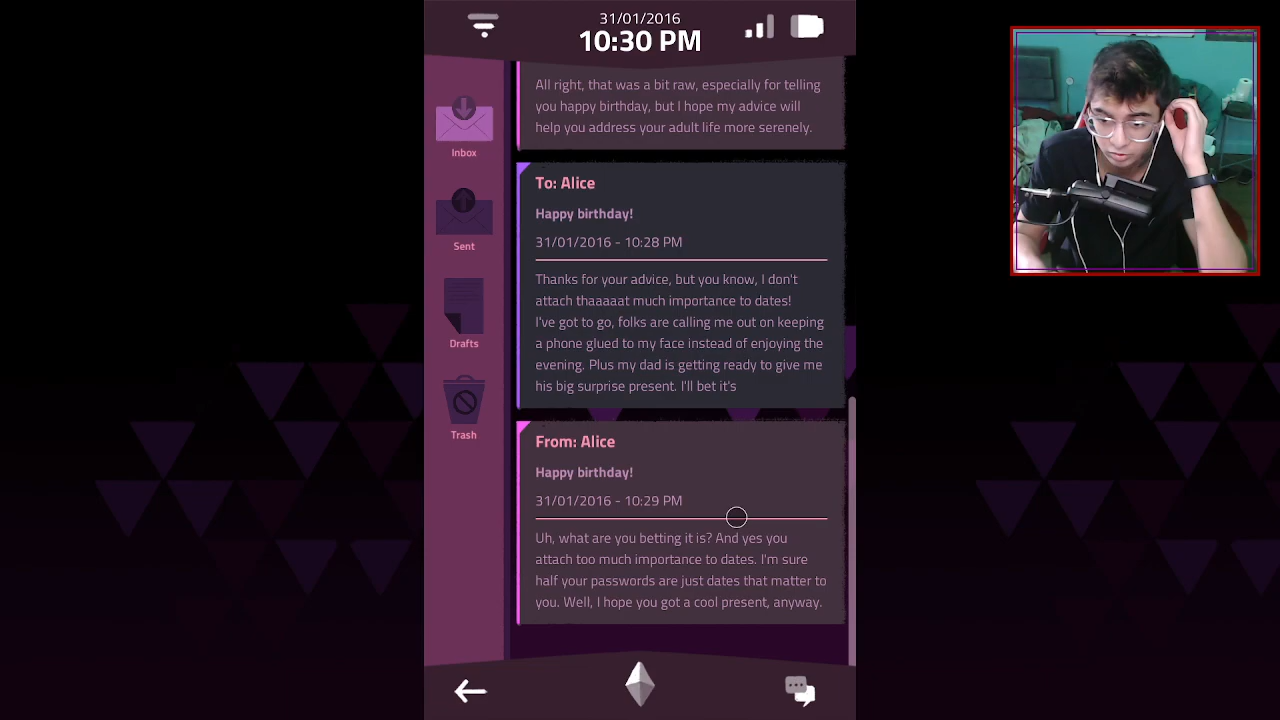 31/01/2016
10:30 PM
All right, that was a bit raw, especially for telling
you happy birthday, but I hope my advice will
help you address your adult life more serenely.
Inbox
Sent
Drafts
Trash
To: Alice
Happy birthday!
31/01/2016 - 10:28 PM
Thanks for your advice, but you know, I don't
attach thaaaaat much importance to dates!
I've got to go, folks are calling me out on keeping
a phone glued to my face instead of enjoying the
evening. Plus my dad is getting ready to give me
his big surprise present. I'll bet it's
From: Alice
Happy birthday!
31/01/2016 - 10:29 PM
Uh, what are you betting it is? And yes you
attach too much importance to dates. I'm sure
half your passwords are just dates that matter to
you. Well, I hope you got a cool present, anyway.